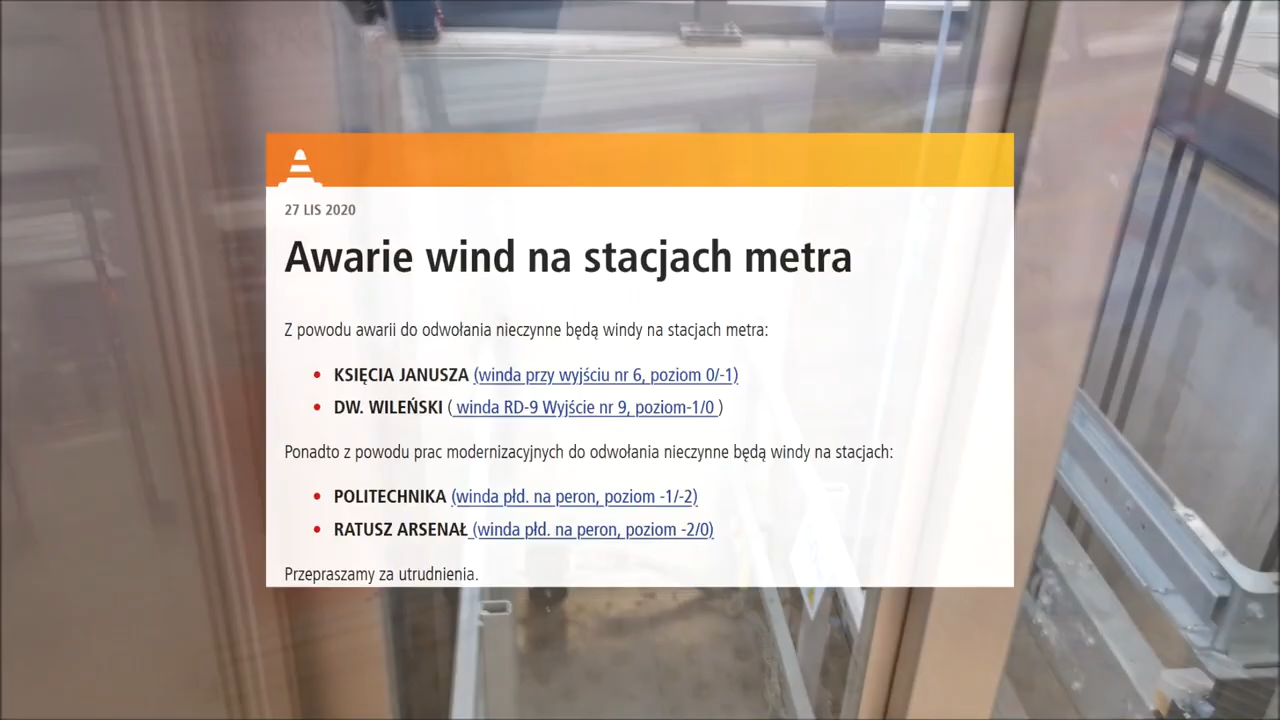 27 LIS 2020
Awarie wind na stacjach metra
Z powodu awarii do odwołania nieczynne będą windy na stacjach metra:
• KSIĘCIA JANUSZA (winda przy wyjściu nr 6, poziom 0/-1)
• DW. WILEŃSKI ( winda RD-9 Wyjście nr 9, poziom-1/0 )
Ponadto z powodu prac modernizacyjnych do odwołania nieczynne będą windy na stacjach:
• POLITECHNIKA (winda płd. na peron, poziom -1/-2)
• RATUSZ ARSENAŁ (winda płd. na peron, poziom -2/0)
Przepraszamy za utrudnienia.